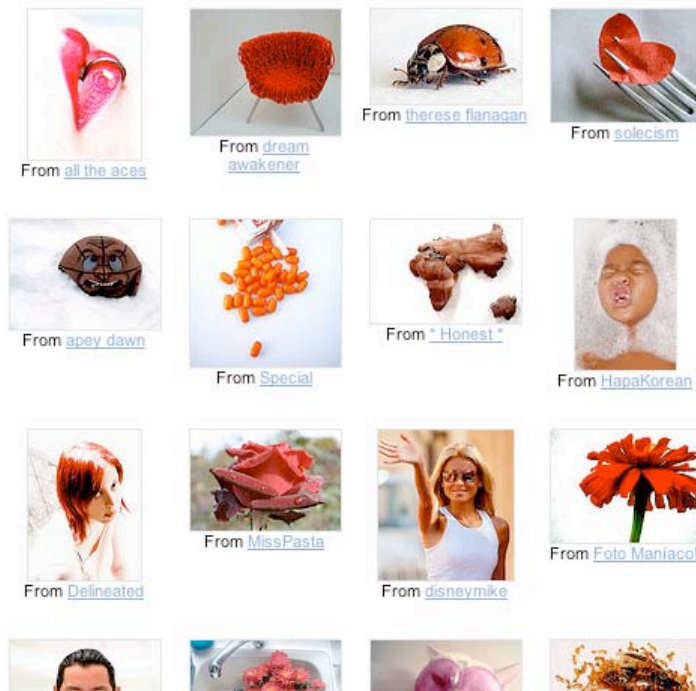 From all the aces
From dream
awakener
From therese flanagan
From solecism
From apey dawn
From Special
From * Honest *
From HapaKorean
From Delineated
From MissPasta
From disneymike
From Foto Maniaco!